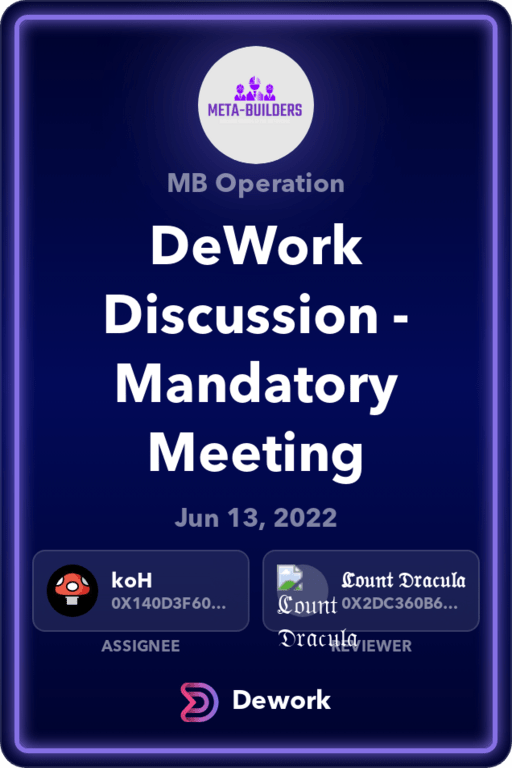 META-BUILDERS
MB Operation
DeWork
Discussion -
Mandatory
Meeting
Jun 13, 2022
koH
0X140D3F60...
ASSIGNEE
𝕮ount 𝕯racula
0X2DC360B6...
Count
Dracula
REVIEWER
Dework